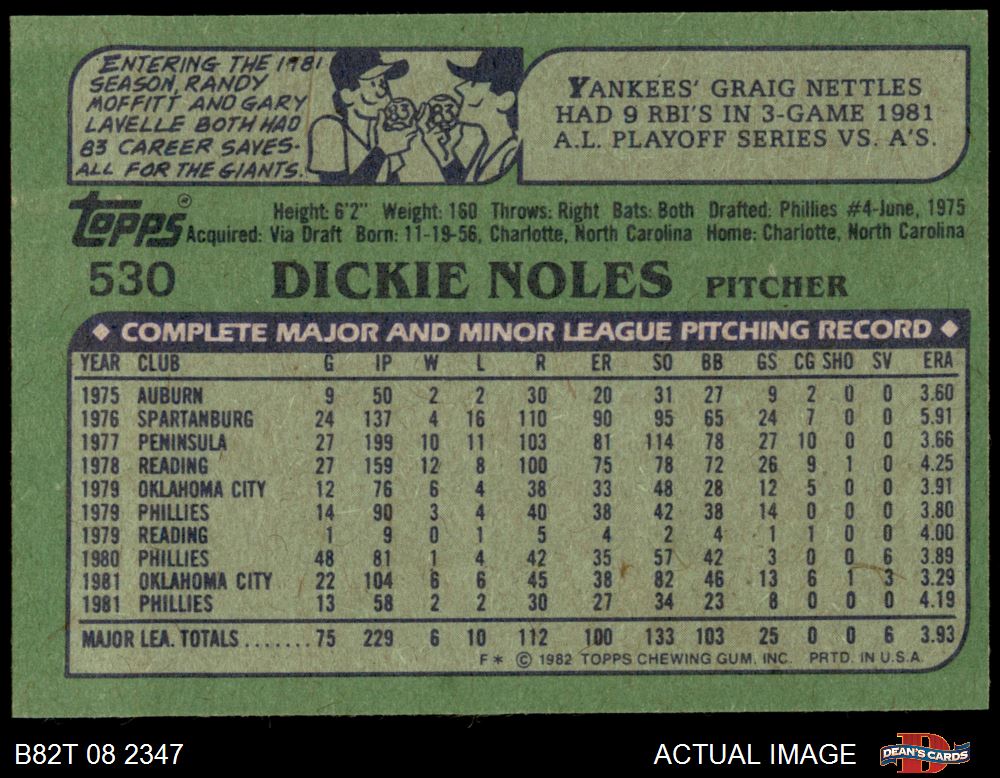 ENTERING THE 1981
SEASON, RANDY
MOFFITT AND GARY
LAVELLE BOTH HAD
83 CAREER SAVES-
ALL FOR THE GIANTS.
83 83
YANKEES' GRAIG NETTLES
HAD 9 RBI'S IN 3-GAME 1981
A.L. PLAYOFF SERIES VS. A'S.
TOPPS®
Height: 6'2" Weight: 160 Throws: Right Bats: Both Drafted: Phillies #4-June, 1975
Acquired: Via Draft Born: 11-19-56, Charlotte, North Carolina Home: Charlotte, North Carolina
530 DICKIE NOLES PITCHER
◆ COMPLETE MAJOR AND MINOR LEAGUE PITCHING RECORD ◆
YEAR CLUB G IP W L R ER SO BB GS CG SHO SV ERA
1975 AUBURN 9 50 2 2 30 20 31 27 9 2 0 0 3.60
1976 SPARTANBURG 24 137 4 16 110 90 95 65 24 7 0 0 5.91
1977 PENINSULA 27 199 10 11 103 81 114 78 27 10 0 0 3.66
1978 READING 27 159 12 8 100 75 78 72 26 9 1 0 4.25
1979 OKLAHOMA CITY 12 76 6 4 38 33 48 28 12 5 0 0 3.91
1979 PHILLIES 14 90 3 4 40 38 42 38 14 0 0 0 3.80
1979 READING 1 9 0 1 5 4 2 4 1 1 0 0 4.00
1980 PHILLIES 48 81 1 4 42 35 57 42 3 0 0 6 3.89
1981 OKLAHOMA CITY 22 104 6 6 45 38 82 46 13 6 1 3 3.29
1981 PHILLIES 13 58 2 2 30 27 34 23 8 0 0 0 4.19
MAJOR LEA. TOTALS ....... 75 229 6 10 112 100 133 103 25 0 0 6 3.93
F* © 1982 TOPPS CHEWING GUM, INC. PRTD. IN U.S.A.
B82T 08 2347 ACTUAL IMAGE
D
DEAN'S CARDS